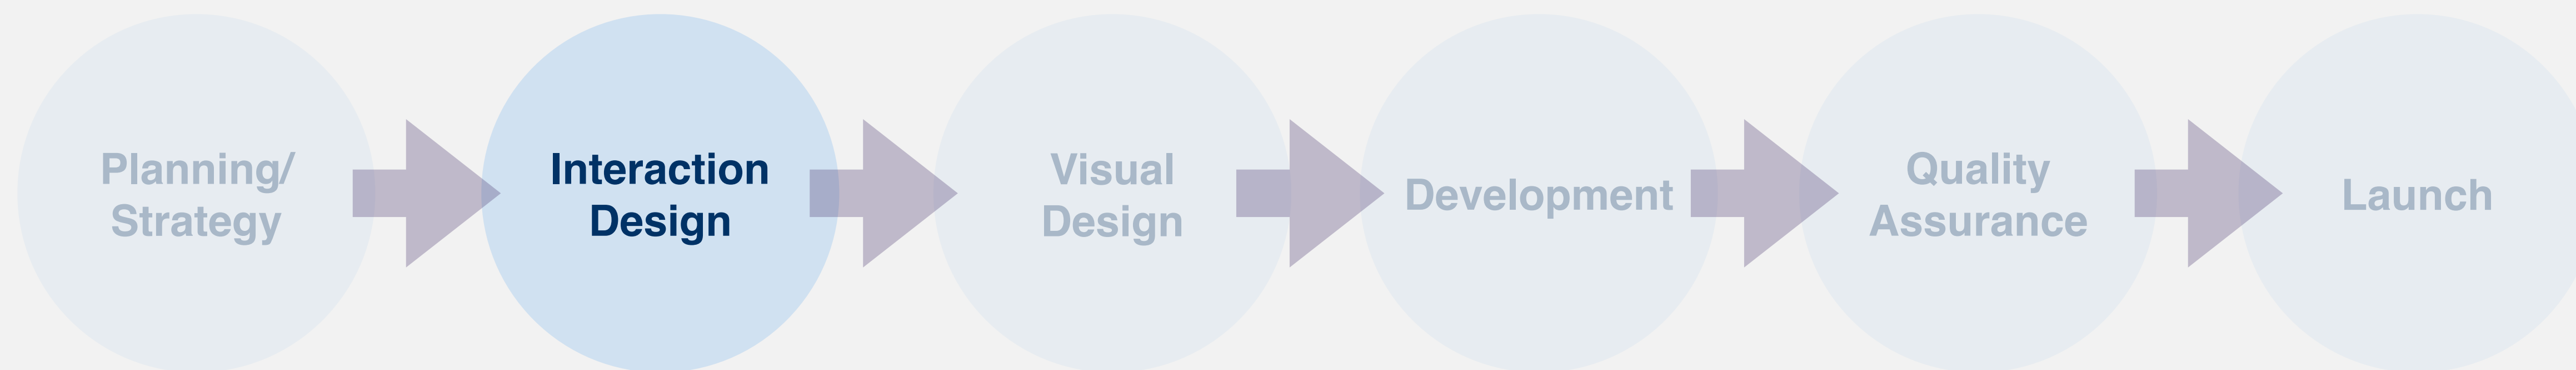 Planning/
Strategy
Interaction
Design
Visual
Design
Development
Quality
Assurance
Launch